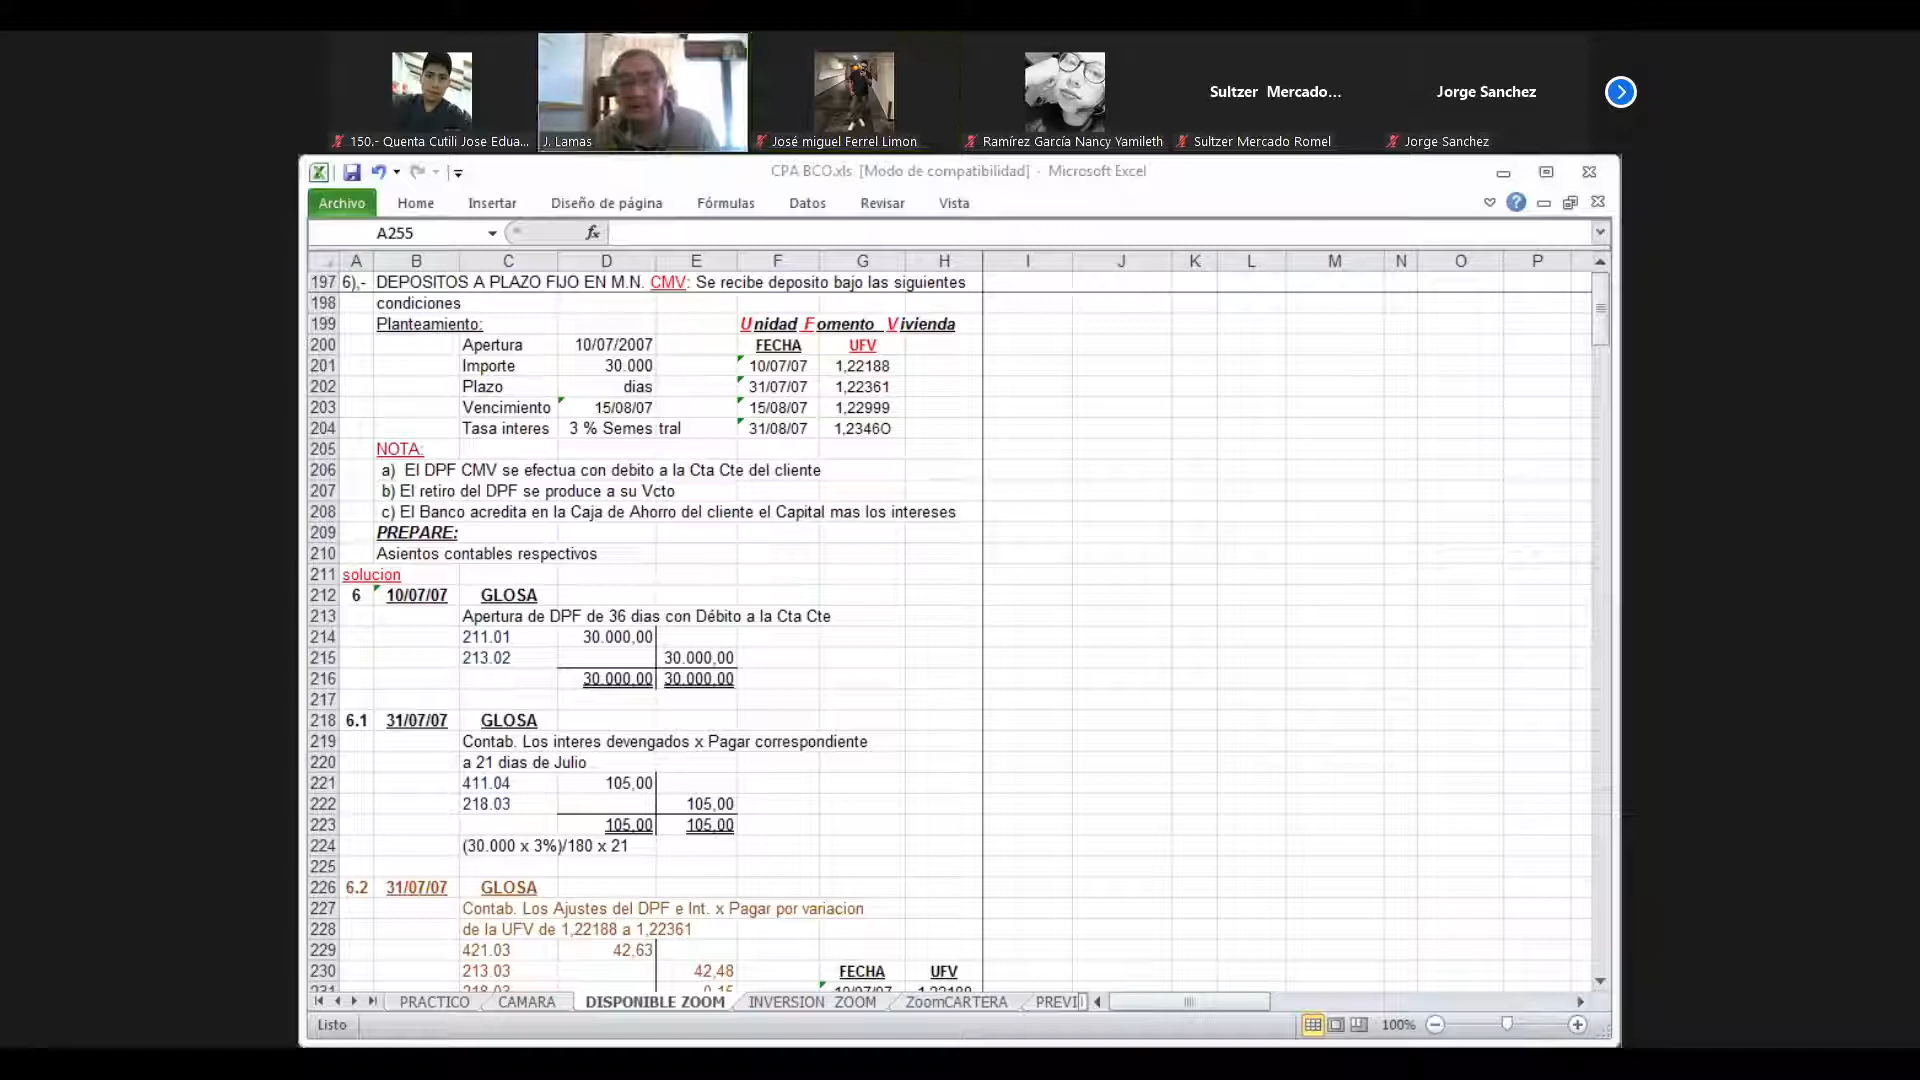 Sultzer Mercado...
Jorge Sanchez
150.- Quenta Cutili Jose Edua...
J. Lamas
José miguel Ferrel Limon
Ramírez García Nancy Yamileth
Sultzer Mercado Romel
Jorge Sanchez
CPA BCO.xls [Modo de compatibilidad] - Microsoft Excel
Archivo Home Insertar Diseño de página Fórmulas Datos Revisar Vista
A255 fx
A B C D E F G H I J K L M N O P
197 6),- DEPOSITOS A PLAZO FIJO EN M.N. CMV: Se recibe deposito bajo las siguientes
198 condiciones
199 Planteamiento: Unidad Fomento Vivienda
200 Apertura 10/07/2007 FECHA UFV
201 Importe 30.000 10/07/07 1,22188
202 Plazo dias 31/07/07 1,22361
203 Vencimiento 15/08/07 15/08/07 1,22999
204 Tasa interes 3 % Semes tral 31/08/07 1,2346O
205 NOTA:
206 a) El DPF CMV se efectua con debito a la Cta Cte del cliente
207 b) El retiro del DPF se produce a su Vcto
208 c) El Banco acredita en la Caja de Ahorro del cliente el Capital mas los intereses
209 PREPARE:
210 Asientos contables respectivos
211 solucion
212 6 10/07/07 GLOSA
213 Apertura de DPF de 36 dias con Débito a la Cta Cte
214 211.01 30.000,00
215 213.02 30.000,00
216 30.000,00 30.000,00
217
218 6.1 31/07/07 GLOSA
219 Contab. Los interes devengados x Pagar correspondiente
220 a 21 dias de Julio
221 411.04 105,00
222 218.03 105,00
223 105,00 105,00
224 (30.000 x 3%)/180 x 21
225
226 6.2 31/07/07 GLOSA
227 Contab. Los Ajustes del DPF e Int. x Pagar por variacion
228 de la UFV de 1,22188 a 1,22361
229 421.03 42,63
230 213.03 42,48 FECHA UFV
231 218.03 0,15 10/07/07 1,22188
PRACTICO CAMARA DISPONIBLE ZOOM INVERSION ZOOM ZoomCARTERA PREVI
Listo 100%